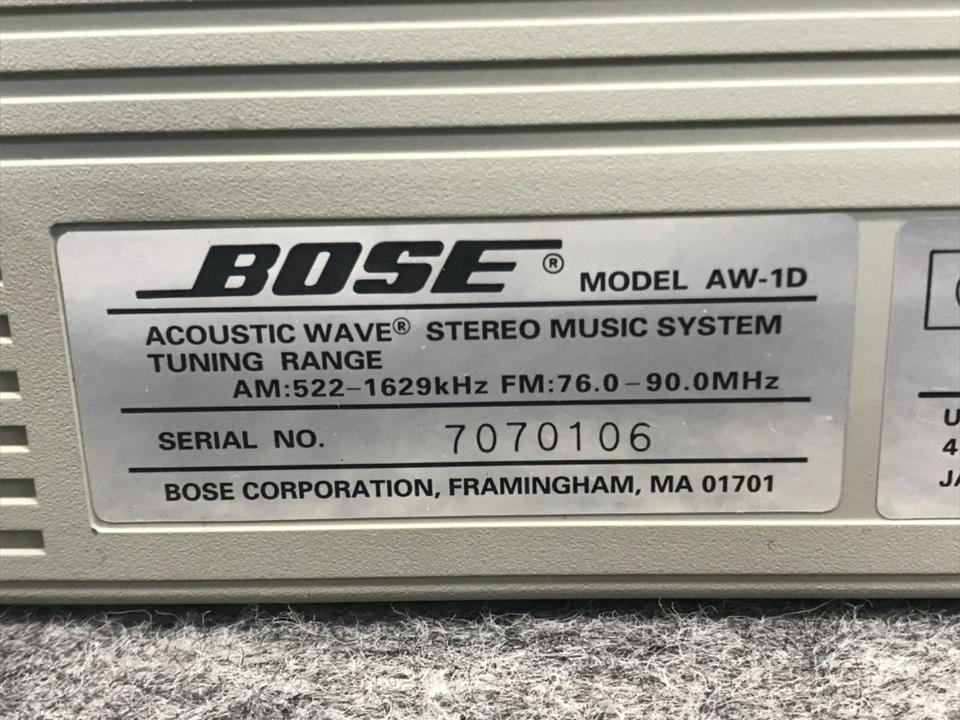 BOSE® MODEL AW-1D
ACOUSTIC WAVE® STEREO MUSIC SYSTEM
TUNING RANGE
AM:522–1629kHz FM:76.0–90.0MHz
SERIAL NO. 7070106
BOSE CORPORATION, FRAMINGHAM, MA 01701